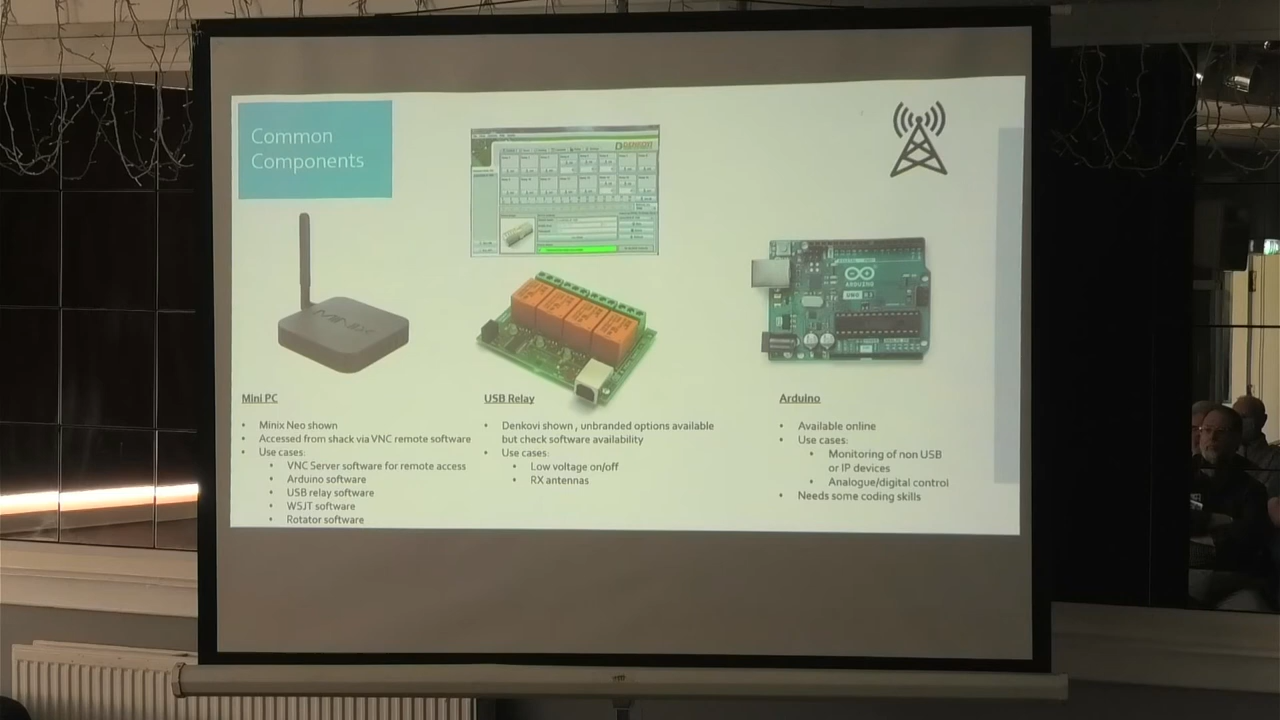 Common
Components
DENKOVI
MINIX
ARDUINO
UNO
Mini PC
• Minix Neo shown
• Accessed from shack via VNC remote software
• Use cases:
• VNC Server software for remote access
• Arduino software
• USB relay software
• WSJT software
• Rotator software
USB Relay
• Denkovi shown , unbranded options available
but check software availability
• Use cases:
• Low voltage on/off
• RX antennas
Arduino
• Available online
• Use cases:
• Monitoring of non USB
or IP devices
• Analogue/digital control
• Needs some coding skills